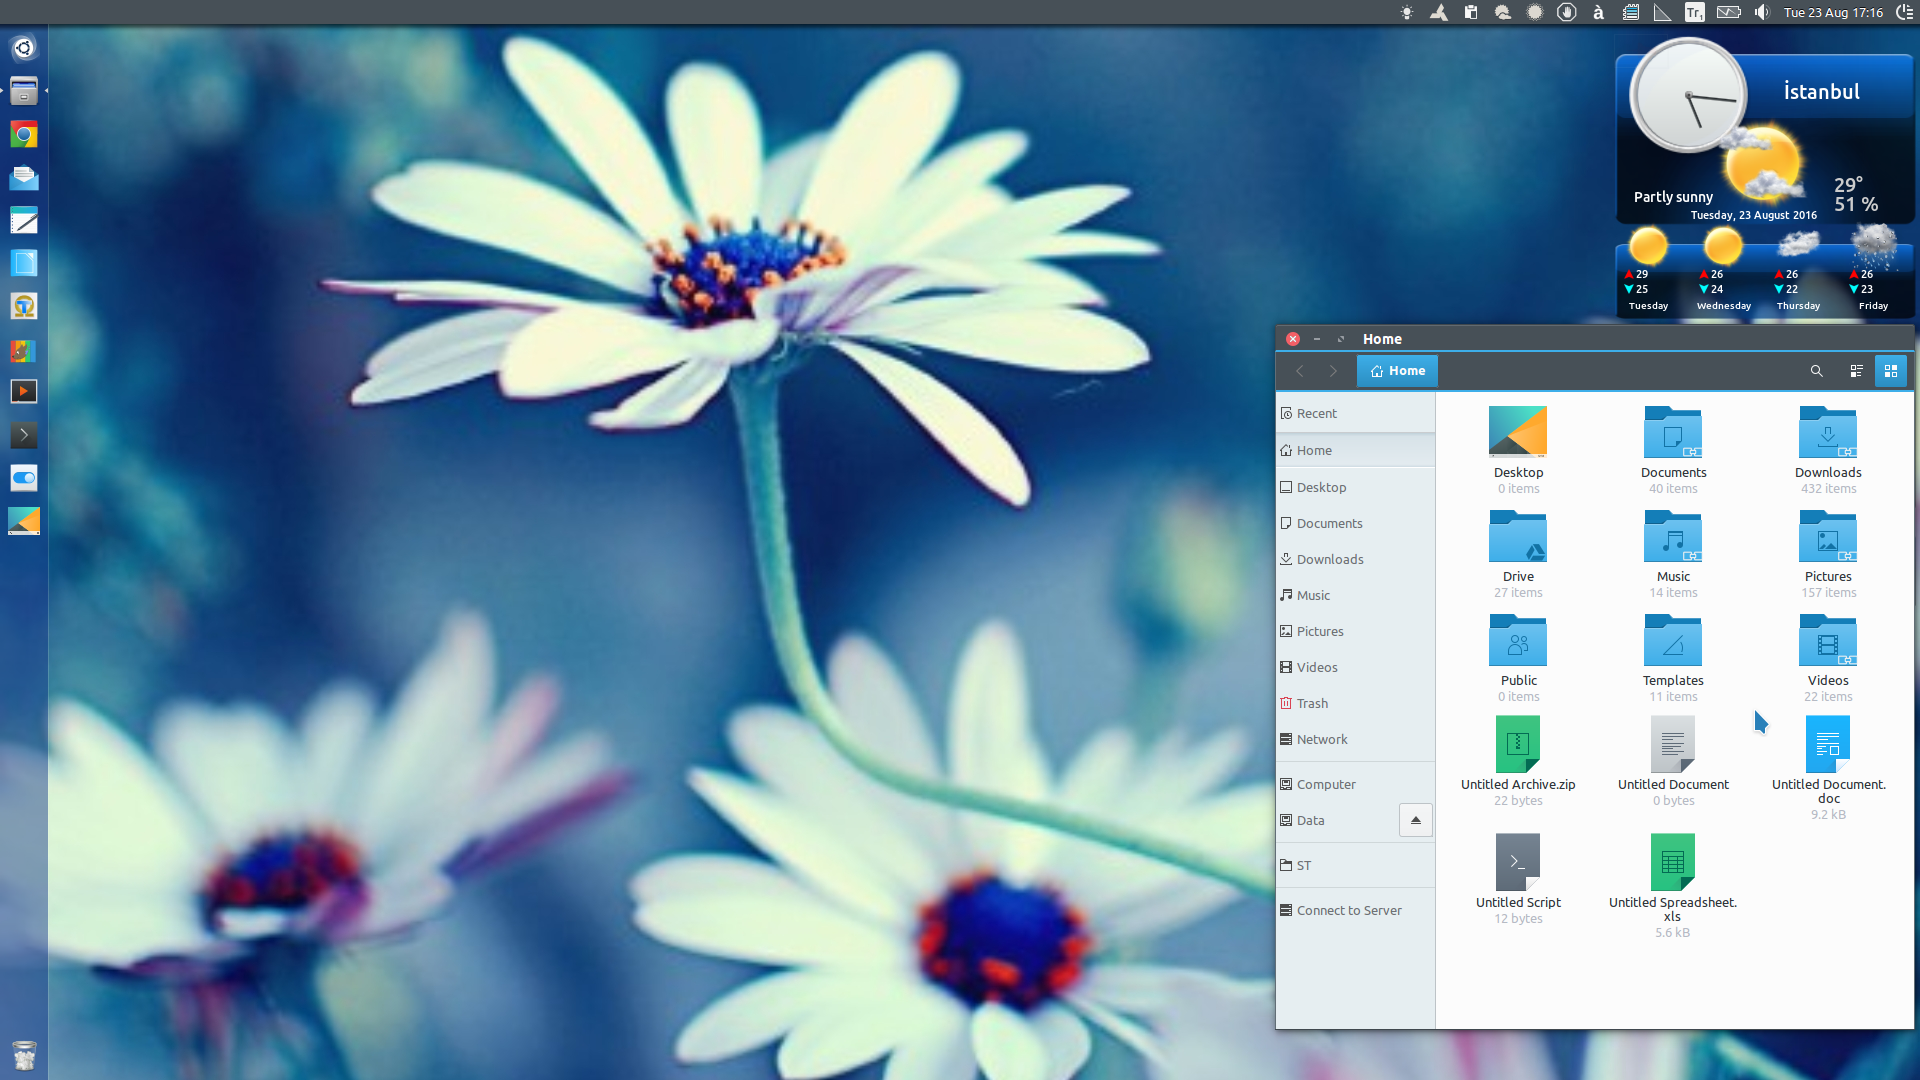 à
Tr1
Tue 23 Aug 17:16
İstanbul
Partly sunny
29°
51 %
Tuesday, 23 August 2016
29
26
26
26
25
24
22
23
Tuesday
Wednesday
Thursday
Friday
Home
Home
Recent
Home
Desktop
Documents
Downloads
Music
Pictures
Videos
Trash
Network
Computer
Data
ST
Connect to Server
Desktop
0 items
Documents
40 items
Downloads
432 items
Drive
27 items
Music
14 items
Pictures
157 items
Public
0 items
Templates
11 items
Videos
22 items
Untitled Archive.zip
22 bytes
Untitled Document
0 bytes
Untitled Document.
doc
9.2 kB
Untitled Script
12 bytes
Untitled Spreadsheet.
xls
5.6 kB